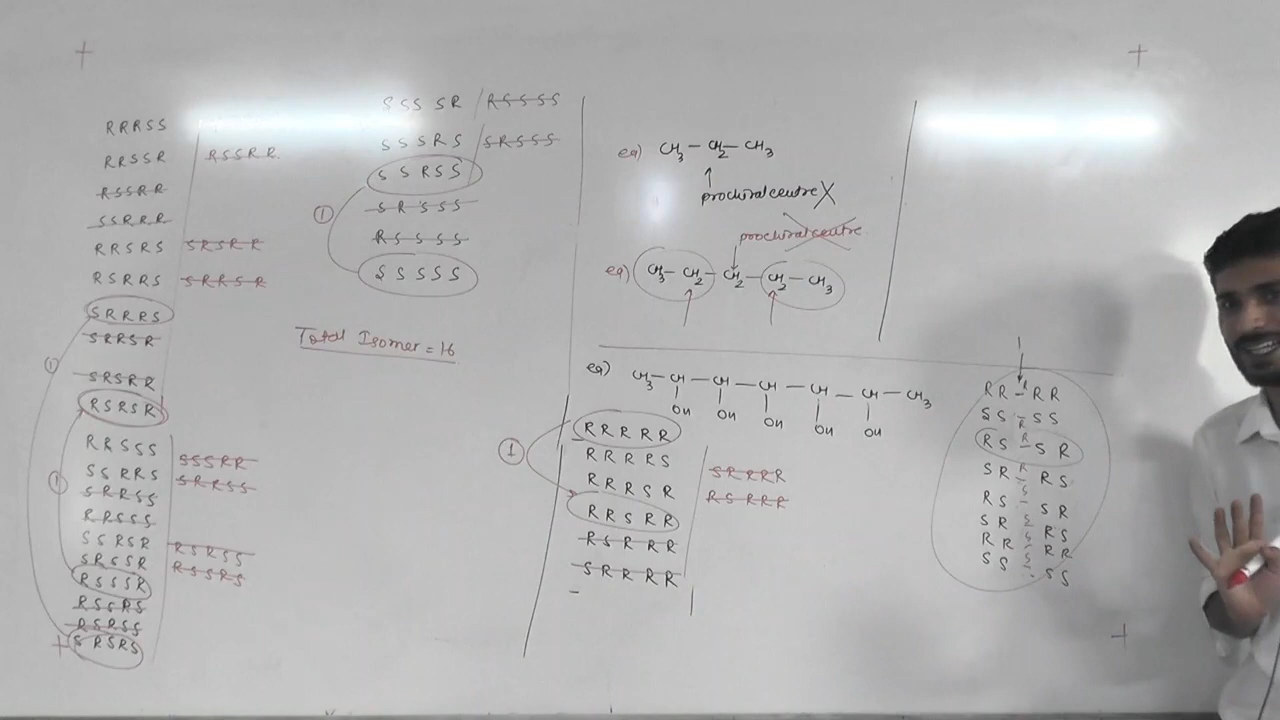 RRRSS
RRSSR RSSRR
RSSRR
SSRRR
RRSRS SRSRR
RSRRS SRRSR
SRRRS
SRRSR
SRSRR
RSRSR
RRSSS SSSRR
SSRRS SRRSS
SRRSS
RRSSS
SSRSR RSRSS
SRSSR RSSRS
RSSSR
RSSRS
RSRSS
SRSRS
1
1
SSSSR / RSSSS
SSSRS / SRSSS
SSRSS
SRSSS
RSSSS
SSSSS
1
Total Isomer = 16
eg) CH3 — CH2 — CH3
prochiral centre X
prochiral centre
eg) CH3 — CH2 — CH2 — CH2 — CH3
eg) CH3 — CH — CH — CH — CH — CH — CH3
OH OH OH OH OH
RRRRR
RRRRS SRRRR
RRRSR RSRRR
RRSRR
RSRRR
SRRRR
1
1
RR R RR
SS R SS
RS R SR
SR R RS
RS S SR
SR S RS
RR S RR
SS S SS